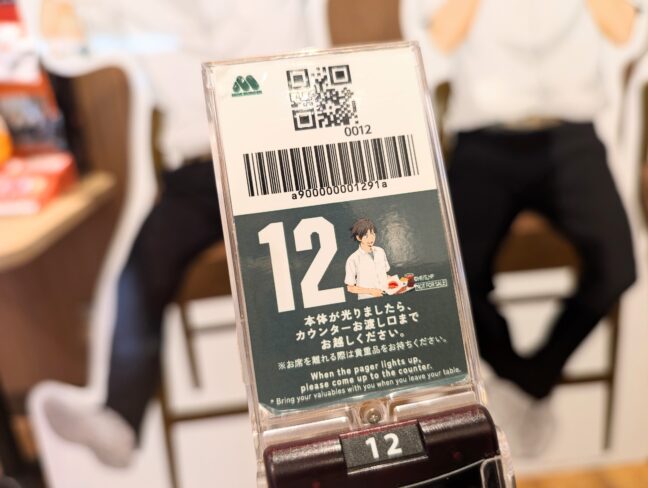 MOS BURGER
0012
a900000001291a
12
NOT FOR SALE
本体が光りましたら、
カウンターお渡し口まで
お越しください。
※お席を離れる際は貴重品をお持ちください。
When the pager lights up,
please come up to the counter.
* Bring your valuables with you when you leave your table.
12